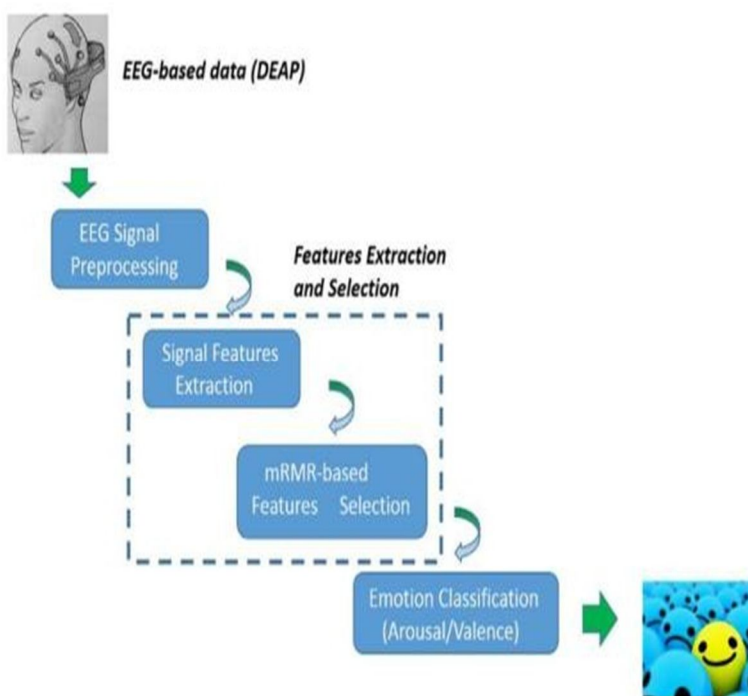 EEG-based data (DEAP)
EEG Signal
Preprocessing
Features Extraction
and Selection
Signal Features
Extraction
mRMR-based
Features Selection
Emotion Classification
(Arousal/Valence)